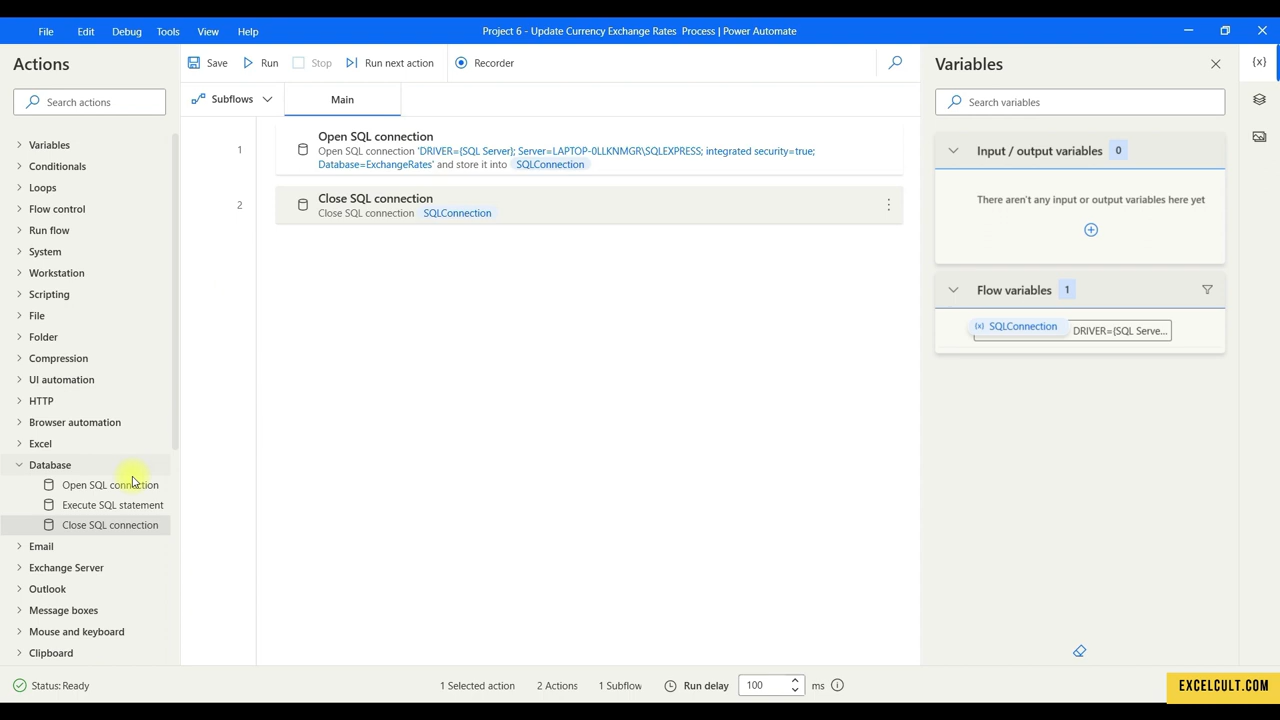 File Edit Debug Tools View Help
Project 6 - Update Currency Exchange Rates Process | Power Automate
Actions
Search actions
Variables
Conditionals
Loops
Flow control
Run flow
System
Workstation
Scripting
File
Folder
Compression
UI automation
HTTP
Browser automation
Excel
Database
Open SQL connection
Execute SQL statement
Close SQL connection
Email
Exchange Server
Outlook
Message boxes
Mouse and keyboard
Clipboard
Save Run Stop Run next action Recorder
Subflows Main
1
Open SQL connection
Open SQL connection 'DRIVER={SQL Server}; Server=LAPTOP-0LLKNMGR\SQLEXPRESS; integrated security=true;
Database=ExchangeRates' and store it into SQLConnection
2
Close SQL connection
Close SQL connection SQLConnection
Variables
{x}
Search variables
Input / output variables 0
There aren't any input or output variables here yet
Flow variables 1
(x) SQLConnection DRIVER={SQL Serve...
Status: Ready
1 Selected action 2 Actions 1 Subflow Run delay 100 ms
EXCELCULT.COM